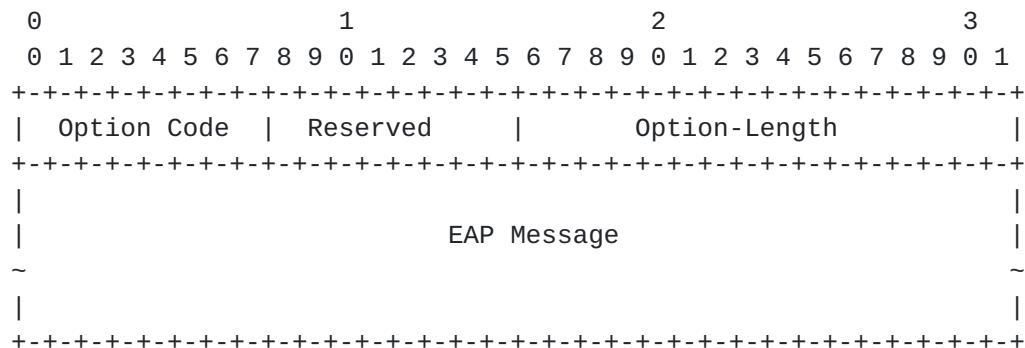 0                   1                   2                   3
 0 1 2 3 4 5 6 7 8 9 0 1 2 3 4 5 6 7 8 9 0 1 2 3 4 5 6 7 8 9 0 1
+-+-+-+-+-+-+-+-+-+-+-+-+-+-+-+-+-+-+-+-+-+-+-+-+-+-+-+-+-+-+-+-+
|  Option Code  |  Reserved     |       Option-Length           |
+-+-+-+-+-+-+-+-+-+-+-+-+-+-+-+-+-+-+-+-+-+-+-+-+-+-+-+-+-+-+-+-+
|                                                               |
|                           EAP Message                         |
~                                                               ~
|                                                               |
+-+-+-+-+-+-+-+-+-+-+-+-+-+-+-+-+-+-+-+-+-+-+-+-+-+-+-+-+-+-+-+-+